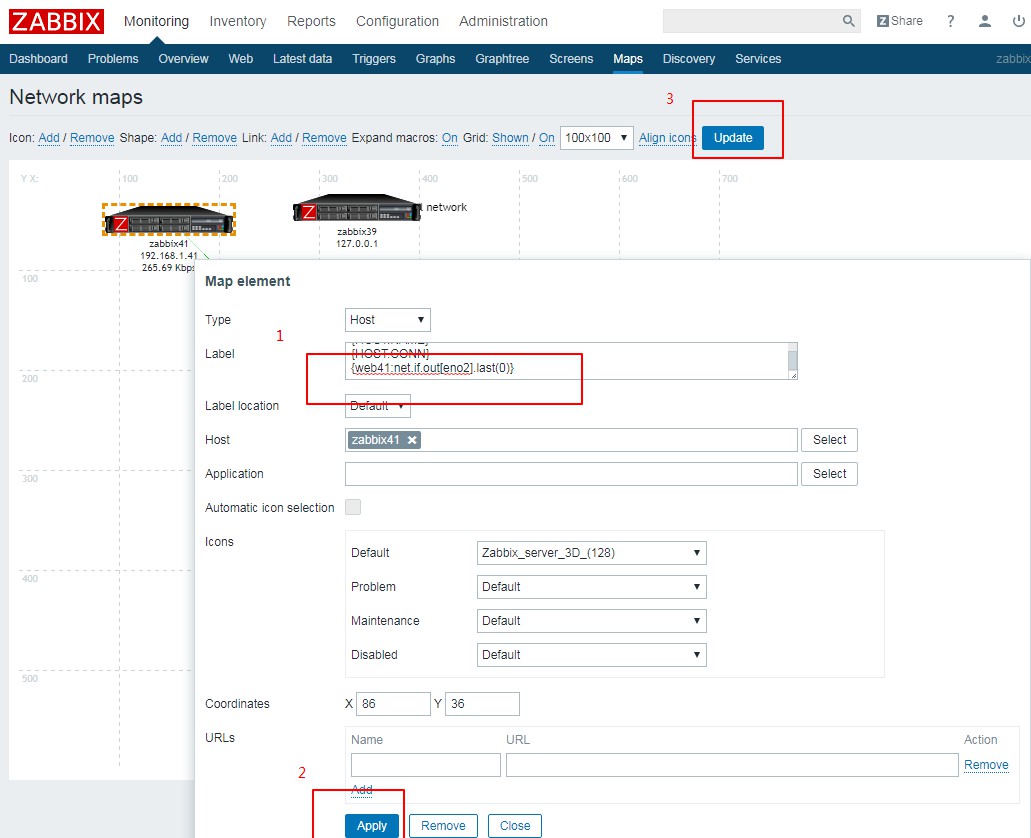 ZABBIX Monitoring Inventory Reports Configuration Administration Z Share ?
Dashboard Problems Overview Web Latest data Triggers Graphs Graphtree Screens Maps Discovery Services zabbix
Network maps
3
Icon: Add / Remove Shape: Add / Remove Link: Add / Remove Expand macros: On Grid: Shown / On 100x100 Align icons Update
Y X: 100 200 300 400 500 600 700
Z
Z
network
zabbix41
192.168.1.41
265.69 Kbps
zabbix39
127.0.0.1
100
200
300
400
500
Map element
Type Host
1
Label
{HOST.CONN}
{web41:net.if.out[eno2].last(0)}
Label location Default
Host zabbix41 Select
Application Select
Automatic icon selection
Icons
Default Zabbix_server_3D_(128)
Problem Default
Maintenance Default
Disabled Default
Coordinates X 86 Y 36
URLs
Name URL Action
Remove
2
Add
Apply Remove Close